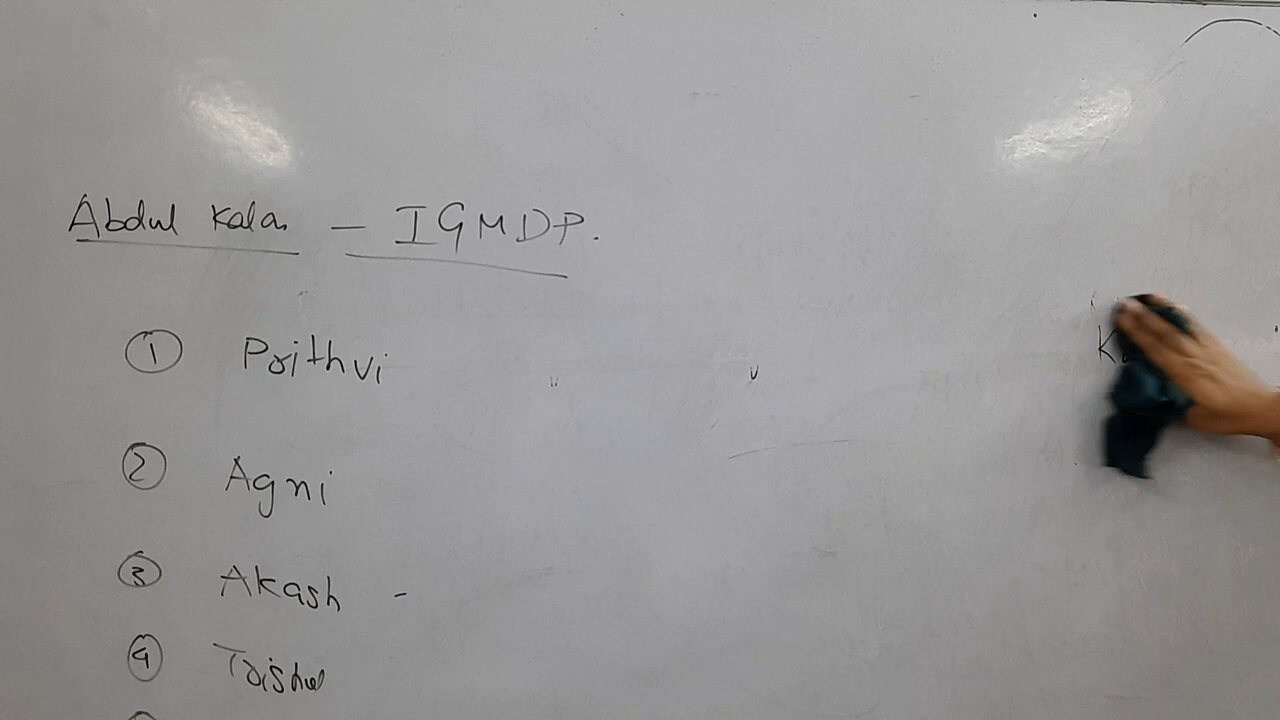 Abdul Kalam - IGMDP.
1 Prithvi
2 Agni
3 Akash -
4 Trishul